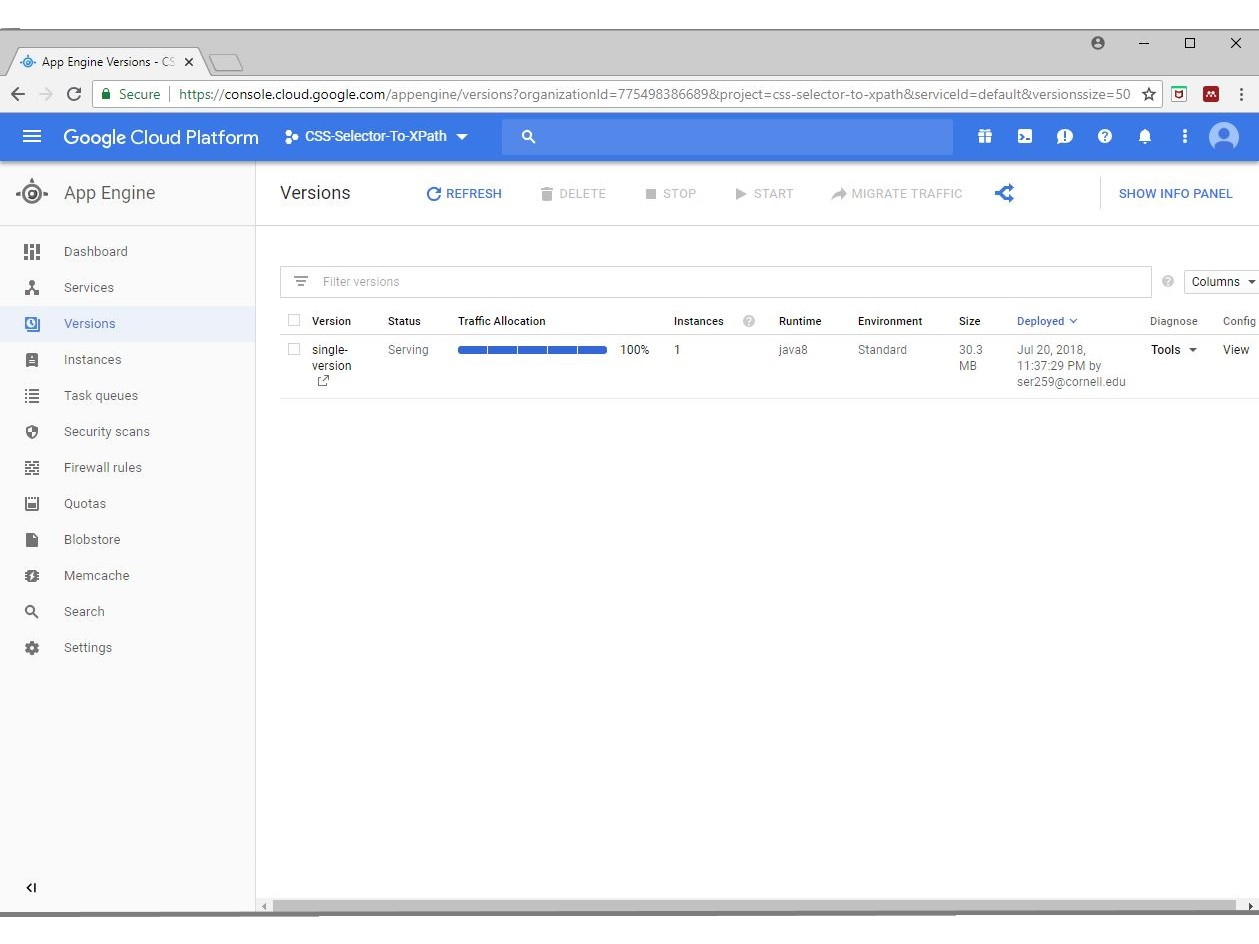 App Engine Versions - CS
Secure https://console.cloud.google.com/appengine/versions?organizationId=775498386689&project=css-selector-to-xpath&serviceId=default&versionssize=50
Google Cloud Platform CSS-Selector-To-XPath
App Engine Versions REFRESH DELETE STOP START MIGRATE TRAFFIC SHOW INFO PANEL
Dashboard
Services
Versions
Instances
Task queues
Security scans
Firewall rules
Quotas
Blobstore
Memcache
Search
Settings
Filter versions Columns
Version Status Traffic Allocation Instances Runtime Environment Size Deployed Diagnose Config
single- Serving 100% 1 java8 Standard 30.3 Jul 20, 2018, Tools View
version MB 11:37:29 PM by
ser259@cornell.edu